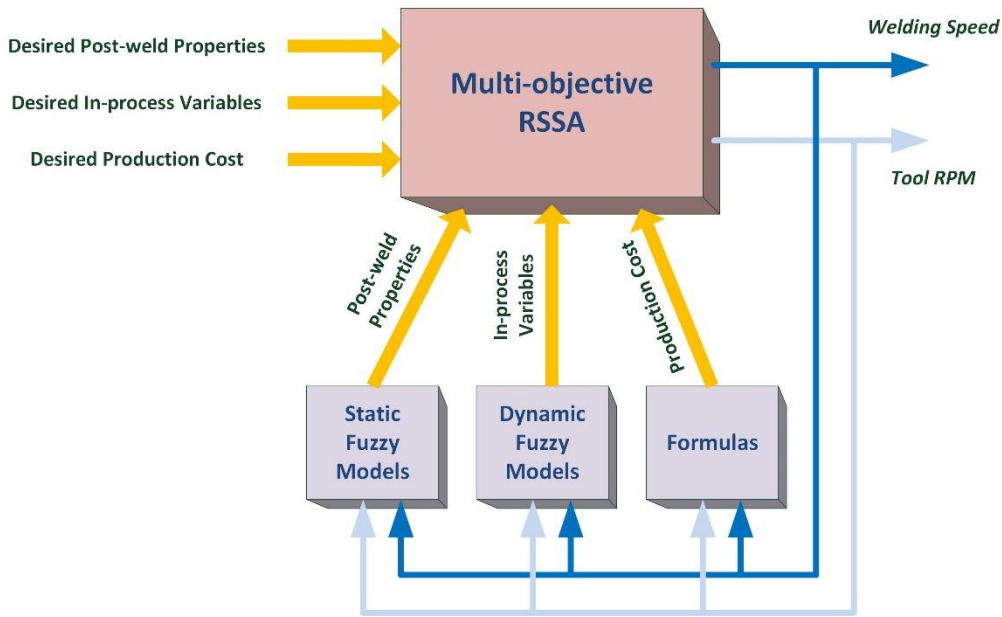 Desired Post-weld Properties
Desired In-process Variables
Desired Production Cost
Multi-objective
RSSA
Welding Speed
Tool RPM
Post-weld
Properties
In-process
Variables
Production Cost
Static
Fuzzy
Models
Dynamic
Fuzzy
Models
Formulas